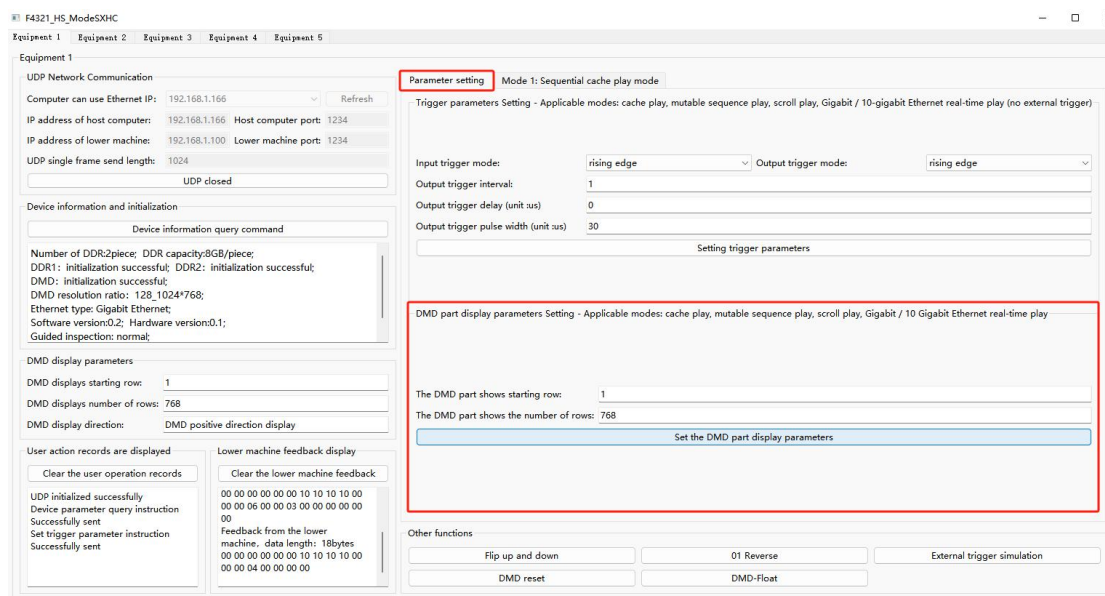 F4321_HS_ModeSXHC
Equipment 1 Equipment 2 Equipment 3 Equipment 4 Equipment 5
Equipment 1
UDP Network Communication
Computer can use Ethernet IP: 192.168.1.166 Refresh
IP address of host computer: 192.168.1.166 Host computer port: 1234
IP address of lower machine: 192.168.1.100 Lower machine port: 1234
UDP single frame send length: 1024
UDP closed
Device information and initialization
Device information query command
Number of DDR:2piece; DDR capacity:8GB/piece;
DDR1: initialization successful; DDR2: initialization successful;
DMD: initialization successful;
DMD resolution ratio: 128_1024*768;
Ethernet type: Gigabit Ethernet;
Software version:0.2; Hardware version:0.1;
Guided inspection: normal;
DMD display parameters
DMD displays starting row: 1
DMD displays number of rows: 768
DMD display direction: DMD positive direction display
User action records are displayed
Clear the user operation records
UDP initialized successfully
Device parameter query instruction
Successfully sent
Set trigger parameter instruction
Successfully sent
Lower machine feedback display
Clear the lower machine feedback
00 00 00 00 00 00 10 10 10 10 00
00 00 06 00 00 03 00 00 00 00 00
00
Feedback from the lower
machine, data length: 18bytes
00 00 00 00 00 00 10 10 10 10 00
00 00 04 00 00 00 00
Parameter setting Mode 1: Sequential cache play mode
Trigger parameters Setting - Applicable modes: cache play, mutable sequence play, scroll play, Gigabit / 10-gigabit Ethernet real-time play (no external trigger)
Input trigger mode: rising edge Output trigger mode: rising edge
Output trigger interval: 1
Output trigger delay (unit :us) 0
Output trigger pulse width (unit :us) 30
Setting trigger parameters
DMD part display parameters Setting - Applicable modes: cache play, mutable sequence play, scroll play, Gigabit / 10 Gigabit Ethernet real-time play
The DMD part shows starting row: 1
The DMD part shows the number of rows: 768
Set the DMD part display parameters
Other functions
Flip up and down 01 Reverse External trigger simulation
DMD reset DMD-Float